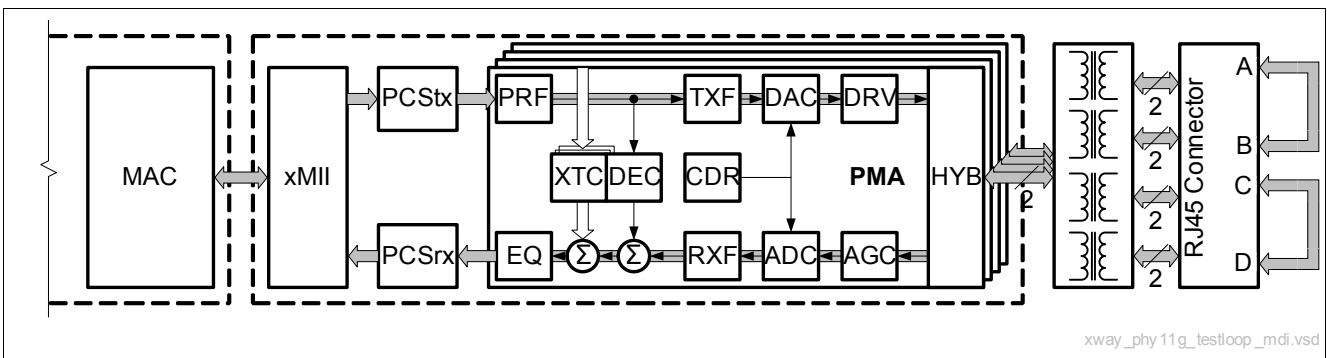 MAC
xMII
PCStx
PCSrx
PRF
TXF
DAC
DRV
XTC
DEC
CDR
PMA
HYB
EQ
Σ
Σ
RXF
ADC
AGC
2
2
2
2
2
RJ45 Connector
A
B
C
D
xway_phy11g_testloop_mdi.vsd